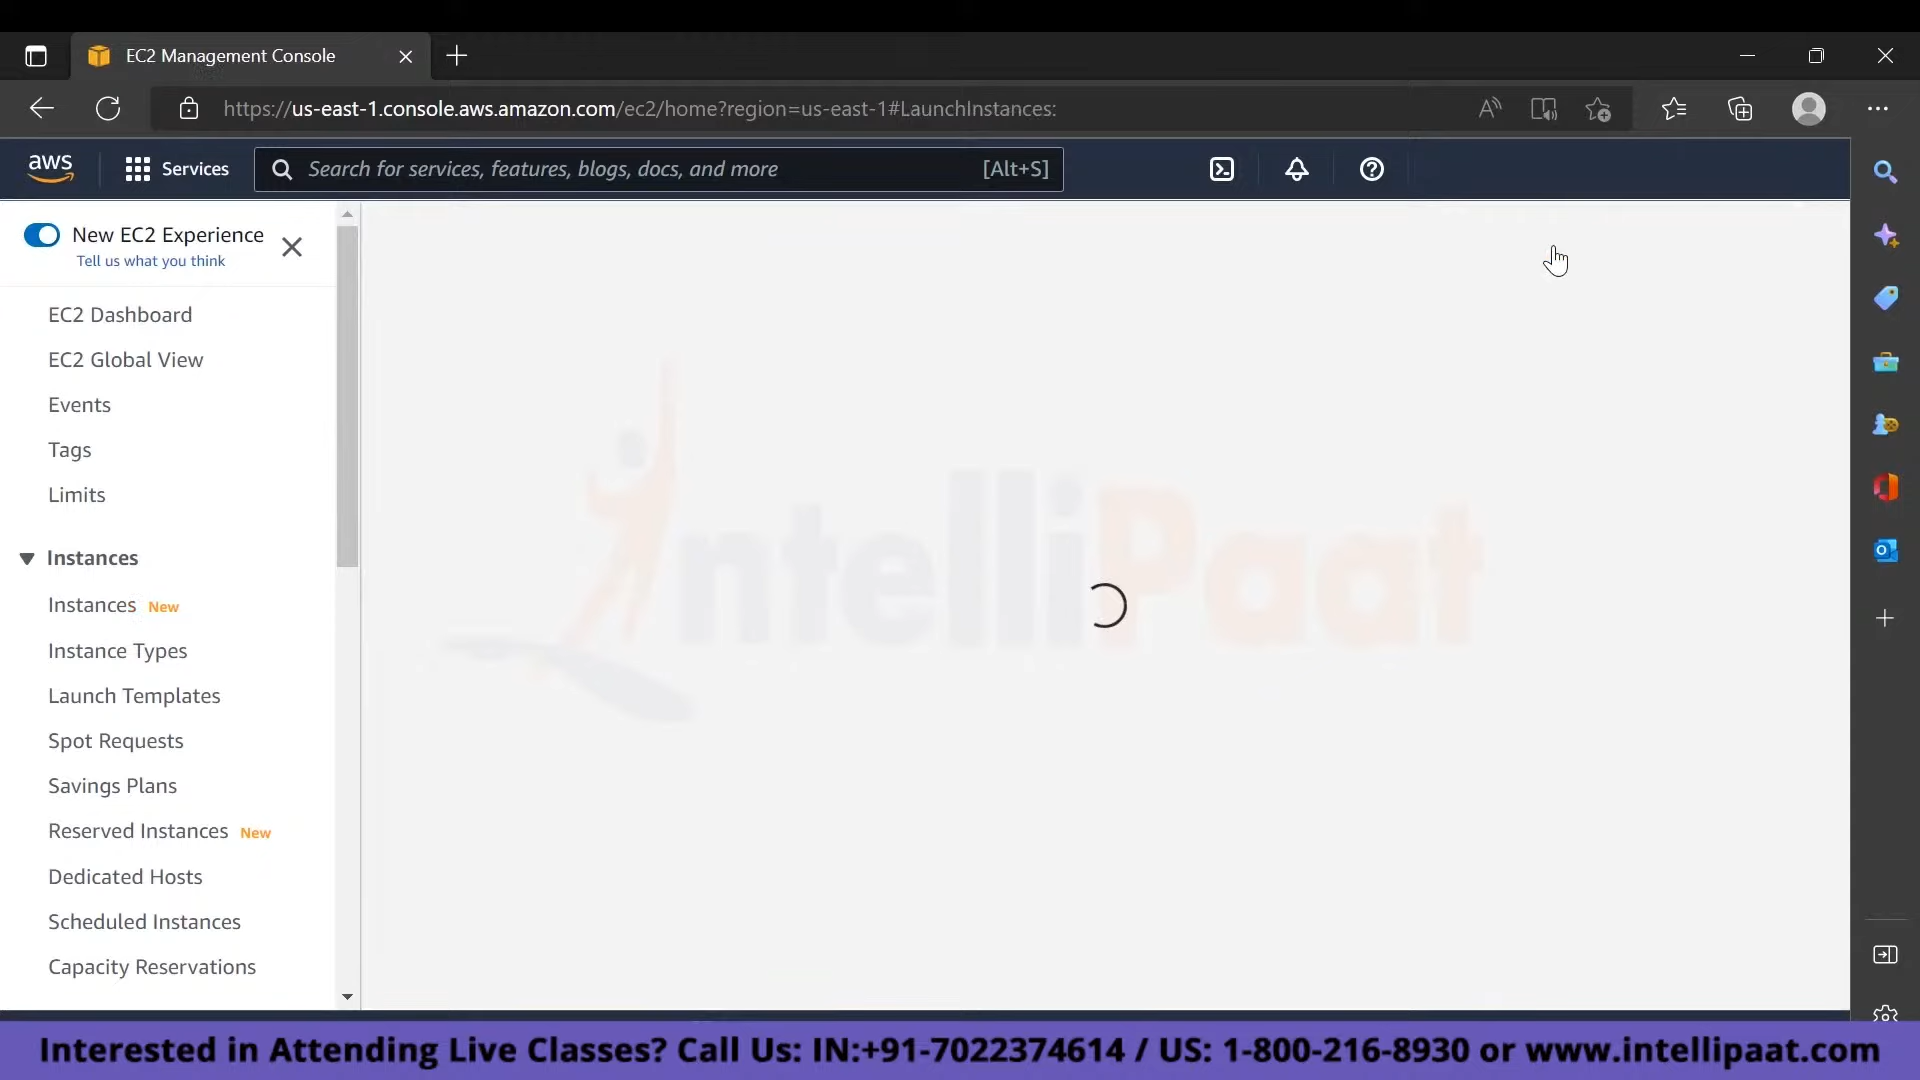 EC2 Management Console
https://us-east-1.console.aws.amazon.com/ec2/home?region=us-east-1#LaunchInstances:
aws
Services
Search for services, features, blogs, docs, and more
[Alt+S]
New EC2 Experience
Tell us what you think
EC2 Dashboard
EC2 Global View
Events
Tags
Limits
Instances
Instances New
Instance Types
Launch Templates
Spot Requests
Savings Plans
Reserved Instances New
Dedicated Hosts
Scheduled Instances
Capacity Reservations
IntelliPaat
Interested in Attending Live Classes? Call Us: IN:+91-7022374614 / US: 1-800-216-8930 or www.intellipaat.com